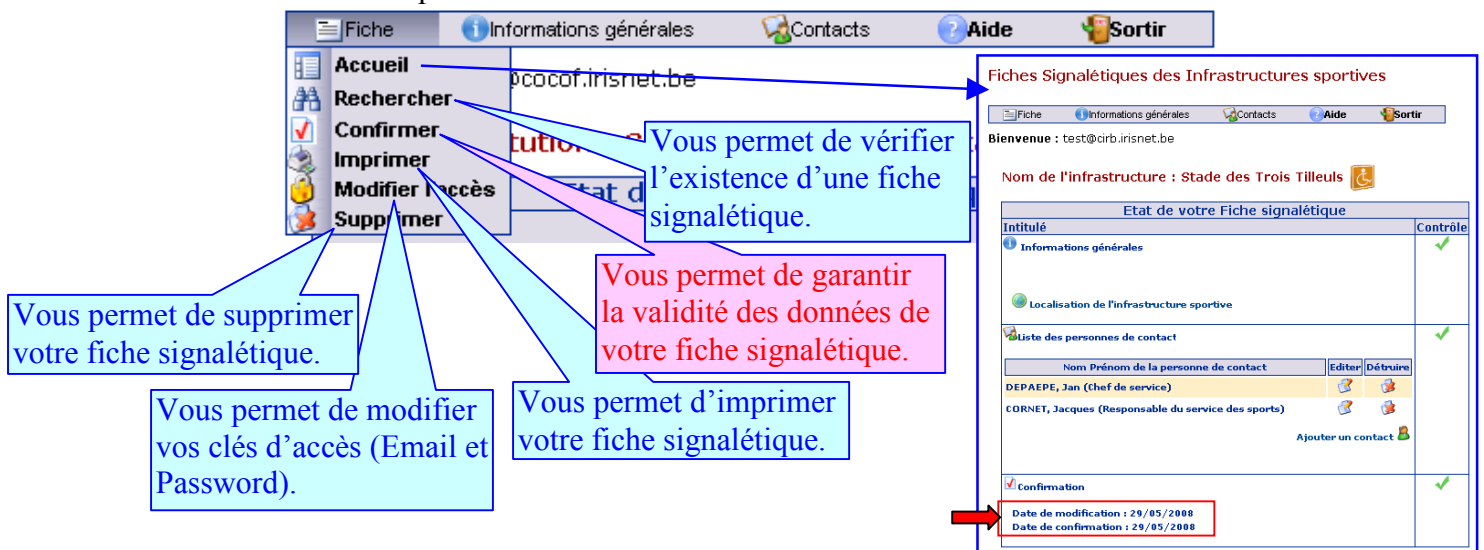 Fiche Informations générales Contacts Aide Sortir
Accueil
Rechercher
Confirmer
Imprimer
Modifier l'accès
Supprimer
@cocof.irisnet.be
Etat d
Vous permet de vérifier
l'existence d'une fiche
signalétique.
Vous permet de garantir
la validité des données de
votre fiche signalétique.
Vous permet de supprimer
votre fiche signalétique.
Vous permet de modifier
vos clés d'accès (Email et
Password).
Vous permet d'imprimer
votre fiche signalétique.
Fiches Signalétiques des Infrastructures sportives
Fiche Informations générales Contacts Aide Sortir
Bienvenue : test@cirb.irisnet.be
Nom de l'infrastructure : Stade des Trois Tilleuls
Etat de votre Fiche signalétique
Intitulé Contrôle
Informations générales
Localisation de l'infrastructure sportive
Liste des personnes de contact
Nom Prénom de la personne de contact Editer Détruire
DEPAEPE, Jan (Chef de service)
CORNET, Jacques (Responsable du service des sports)
Ajouter un contact
Confirmation
Date de modification : 29/05/2008
Date de confirmation : 29/05/2008